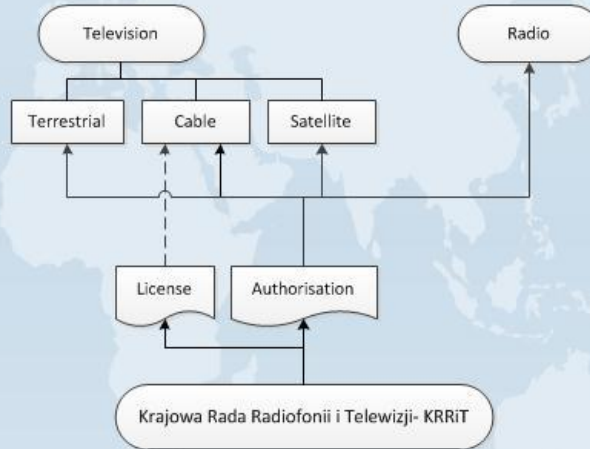 Television
Radio
Terrestrial
Cable
Satellite
License
Authorisation
Krajowa Rada Radiofonii i Telewizji- KRRiT